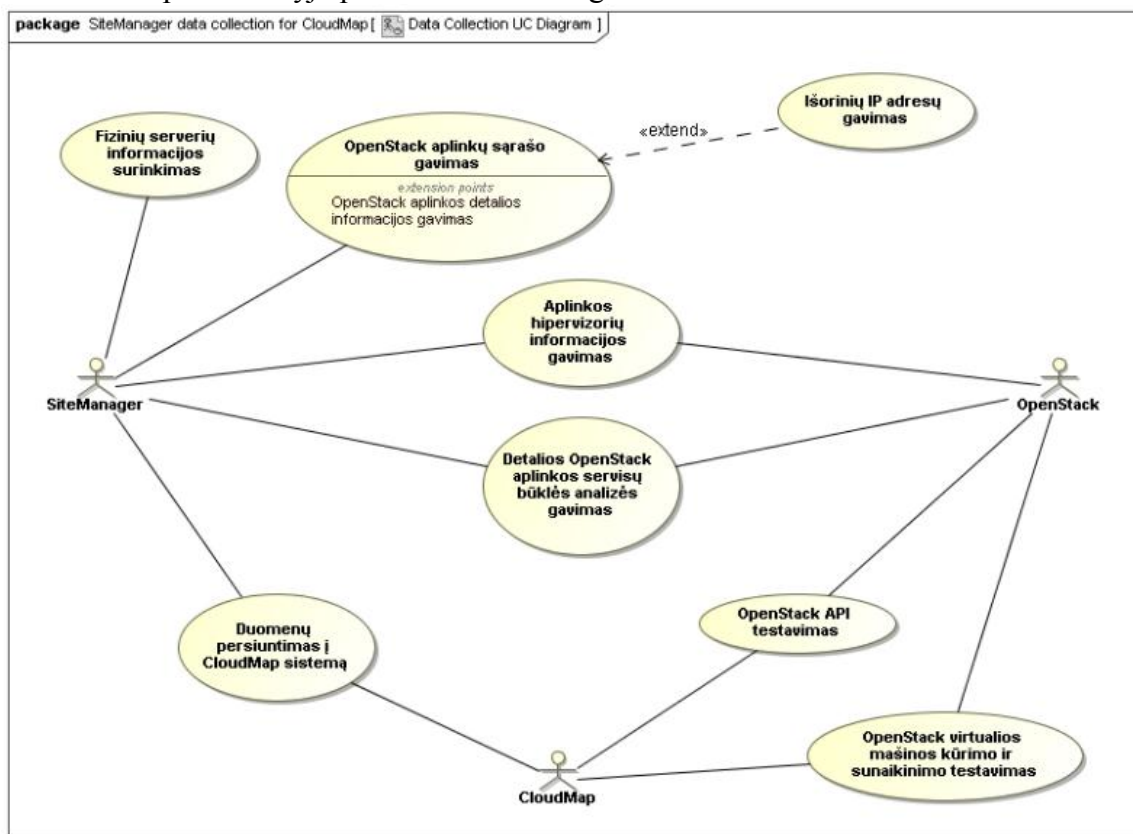 package SiteManager data collection for CloudMap [ Data Collection UC Diagram ]
Fizinių serverių
informacijos
surinkimas
OpenStack aplinkų sąrašo
gavimas
extension points
OpenStack aplinkos detalios
informacijos gavimas
«extend»
Išorinių IP adresų
gavimas
Aplinkos
hipervizorių
informacijos
gavimas
SiteManager
OpenStack
Detalios OpenStack
aplinkos servisų
būklės analizės
gavimas
Duomenų
persiuntimas į
CloudMap sistemą
OpenStack API
testavimas
OpenStack virtualios
mašinos kūrimo ir
sunaikinimo testavimas
CloudMap